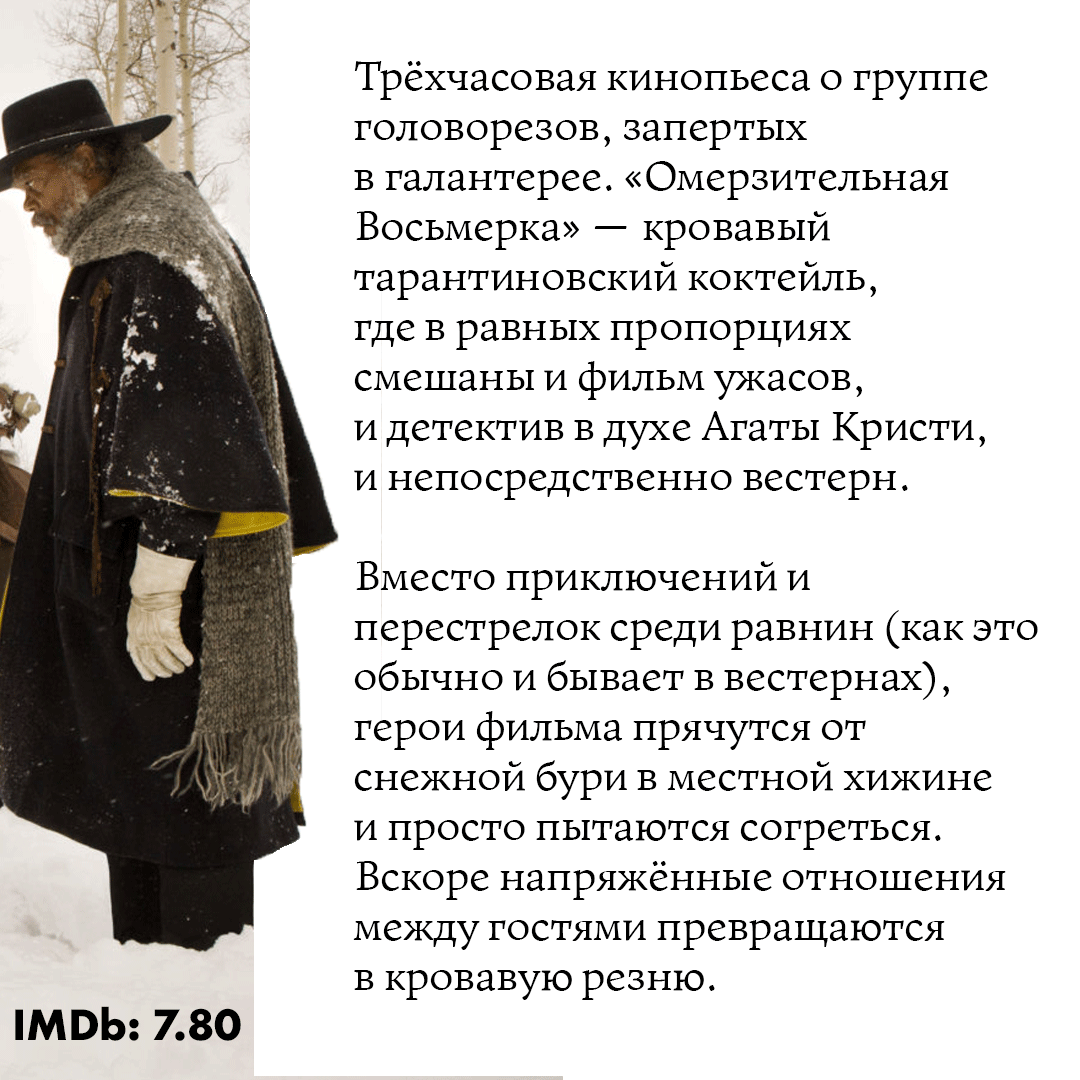 Трёхчасовая кинопьеса о группе
головорезов, запертых
в галантерее. «Омерзительная
Восьмерка» — кровавый
тарантиновский коктейль,
где в равных пропорциях
смешаны и фильм ужасов,
и детектив в духе Агаты Кристи,
и непосредственно вестерн.
Вместо приключений и
перестрелок среди равнин (как это
обычно и бывает в вестернах),
герои фильма прячутся от
снежной бури в местной хижине
и просто пытаются согреться.
Вскоре напряжённые отношения
между гостями превращаются
в кровавую резню.
IMDb: 7.80